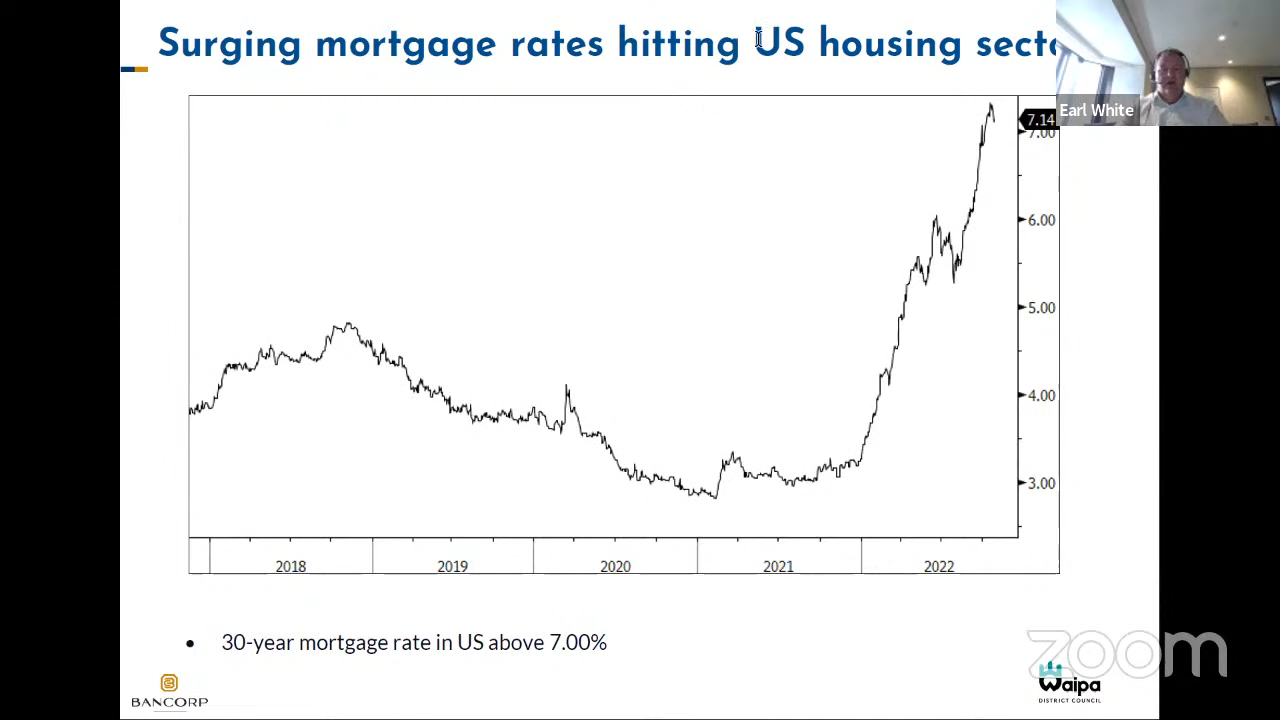 Surging mortgage rates hitting US housing secto
Earl White
7.14
7.00
6.00
5.00
4.00
3.00
2018 2019 2020 2021 2022
• 30-year mortgage rate in US above 7.00%
zoom
BANCORP
Waipa
DISTRICT COUNCIL